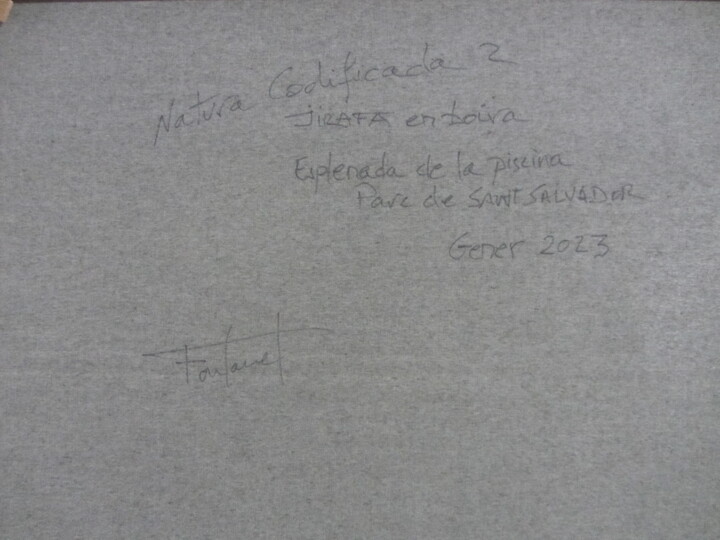 Natura Codificada 2
JIRAFA en boira
Esplenada de la piscina
Parc de SANT SALVADOR
Gener 2023
Fontanet